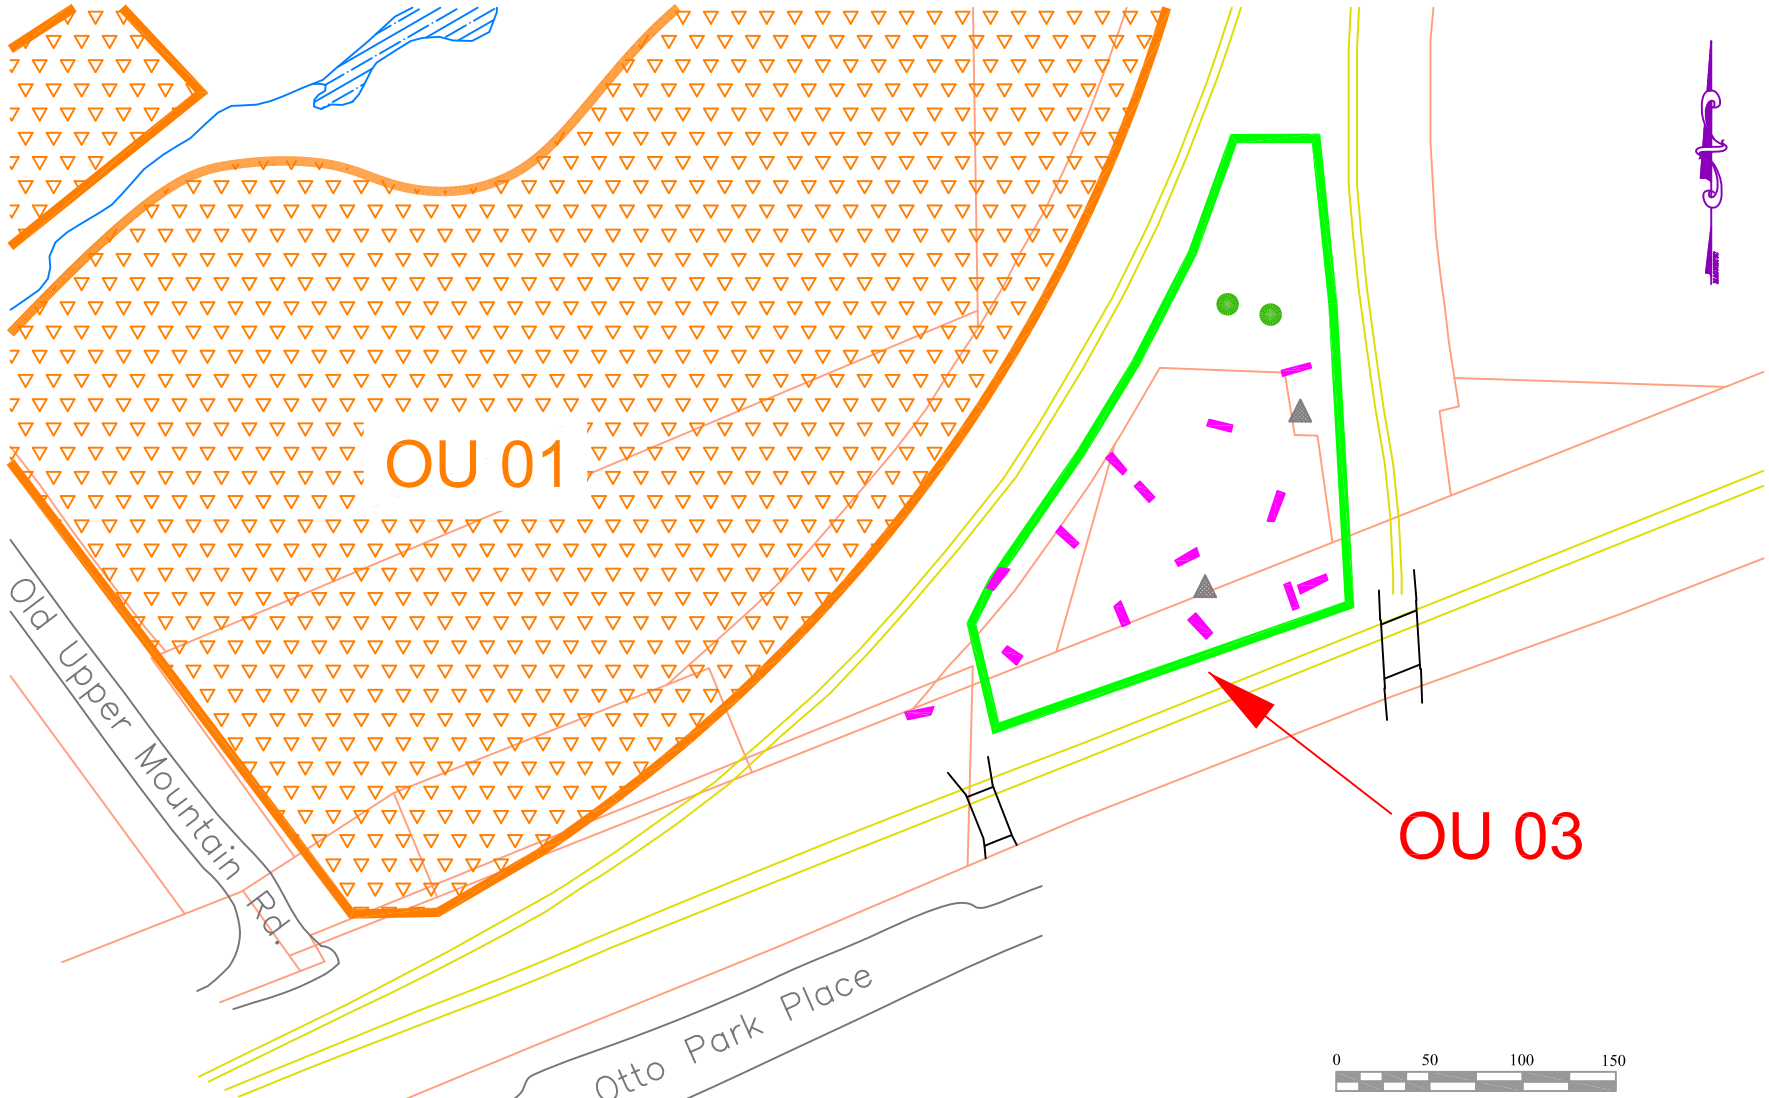 OU 01
Old Upper Mountain Rd.
OU 03
Otto Park Place
0 50 100 150